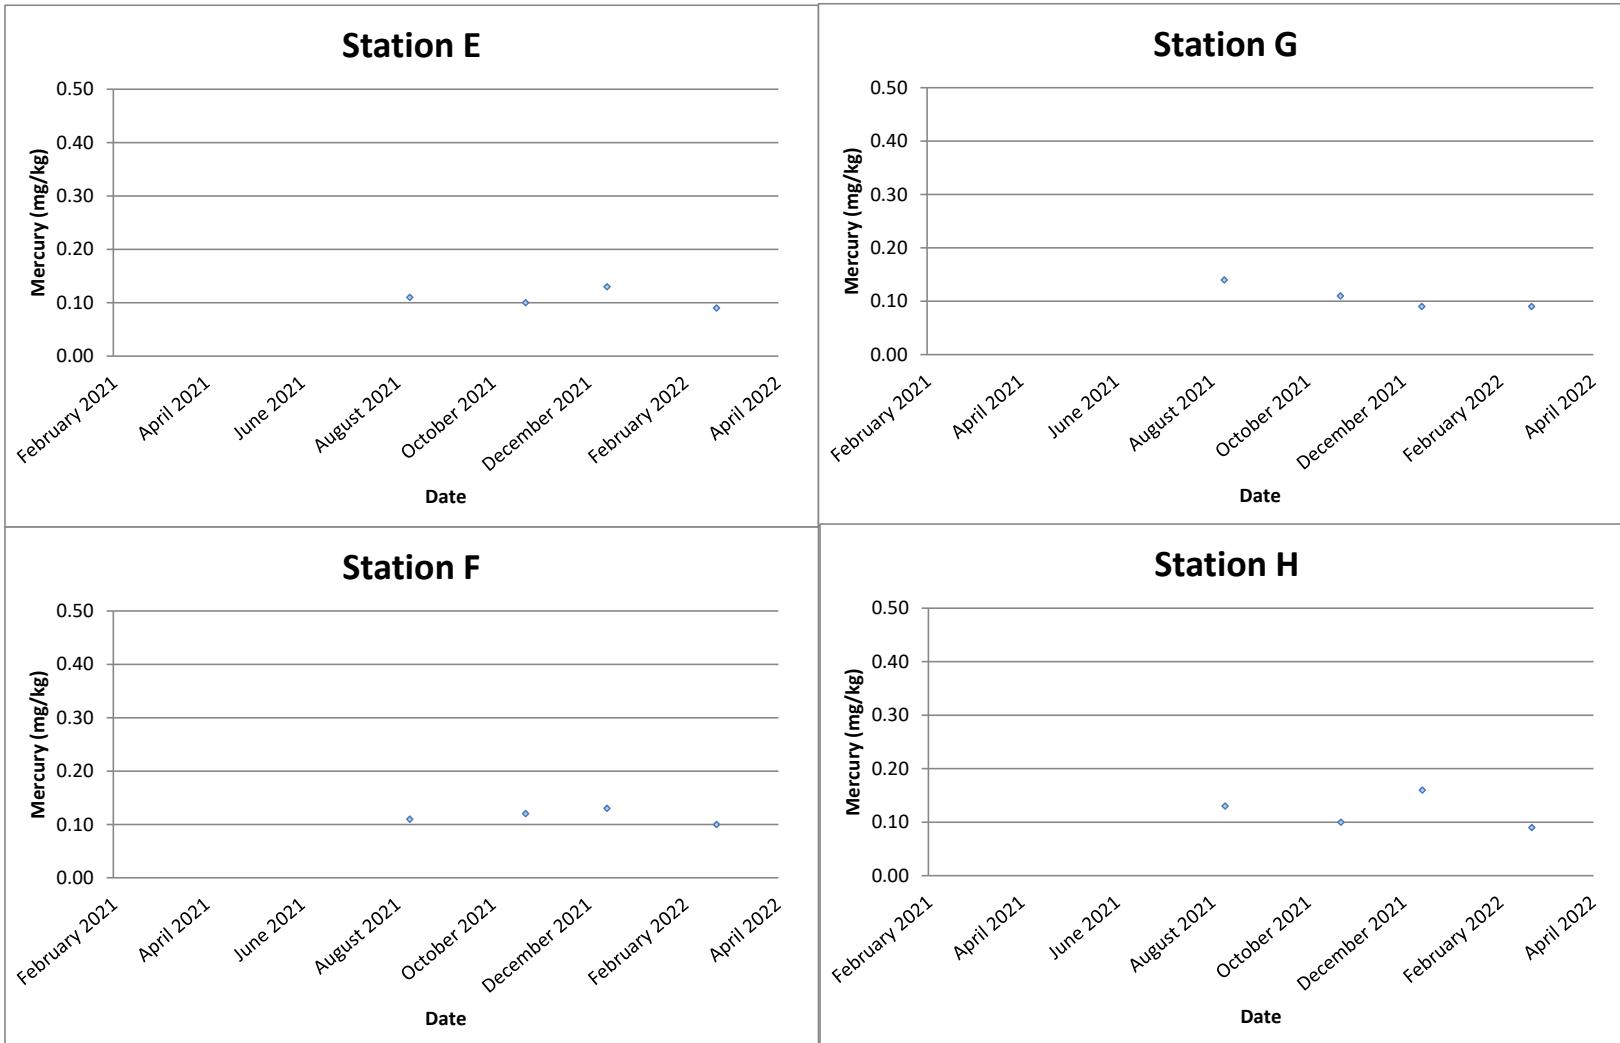 Station E
Mercury (mg/kg)
0.50
0.40
0.30
0.20
0.10
0.00
February 2021
April 2021
June 2021
August 2021
October 2021
December 2021
February 2022
April 2022
Date
Station G
Mercury (mg/kg)
0.50
0.40
0.30
0.20
0.10
0.00
February 2021
April 2021
June 2021
August 2021
October 2021
December 2021
February 2022
April 2022
Date
Station F
Mercury (mg/kg)
0.50
0.40
0.30
0.20
0.10
0.00
February 2021
April 2021
June 2021
August 2021
October 2021
December 2021
February 2022
April 2022
Date
Station H
Mercury (mg/kg)
0.50
0.40
0.30
0.20
0.10
0.00
February 2021
April 2021
June 2021
August 2021
October 2021
December 2021
February 2022
April 2022
Date